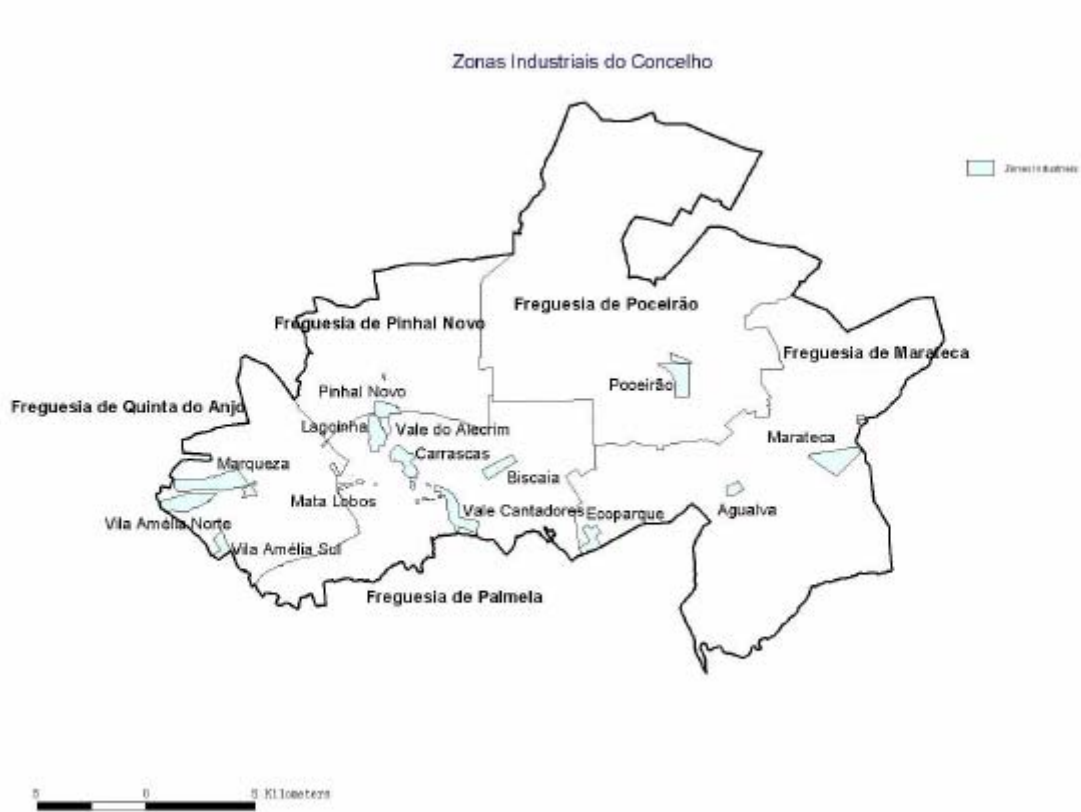 Zonas Industriais do Concelho
Zonas Industriais
Freguesia de Poceirão
Freguesia de Pinhal Novo
Freguesia de Marateca
Poceirão
Pinhal Novo
Freguesia de Quinta do Anjo
Lagoinha
Vale do Alecrim
Marateca
Carrascas
Marqueza
Biscaia
Mata Lobos
Vale Cantadores
Ecoparque
Agualva
Vila Amélia Norte
Vila Amélia Sul
Freguesia de Palmela
5 0 5 Kilometers